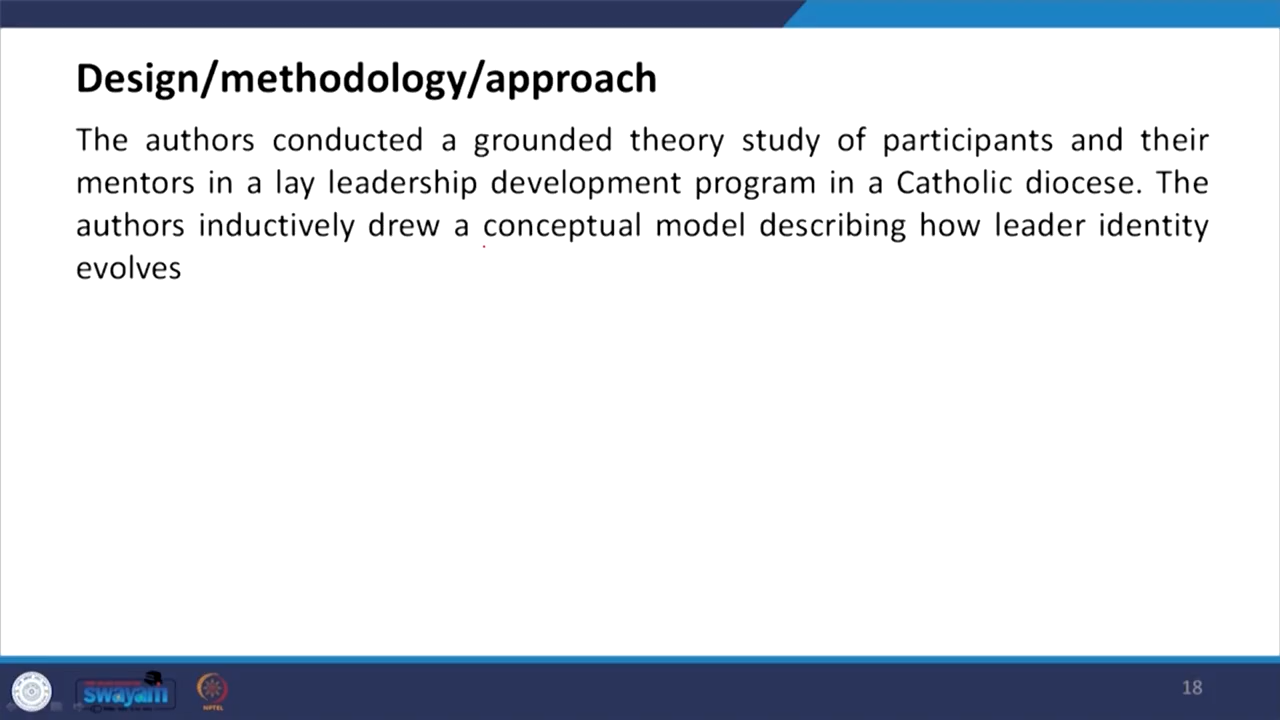 Design/methodology/approach
The authors conducted a grounded theory study of participants and their
mentors in a lay leadership development program in a Catholic diocese. The
authors inductively drew a conceptual model describing how leader identity
evolves
swayam
NPTEL
18